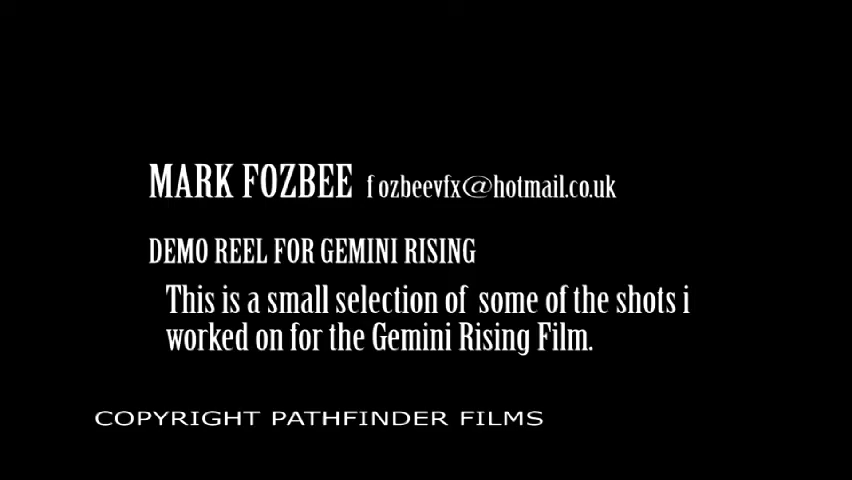 MARK FOZBEE f ozbeevfx@hotmail.co.uk
DEMO REEL FOR GEMINI RISING
This is a small selection of some of the shots i
worked on for the Gemini Rising Film.
COPYRIGHT PATHFINDER FILMS